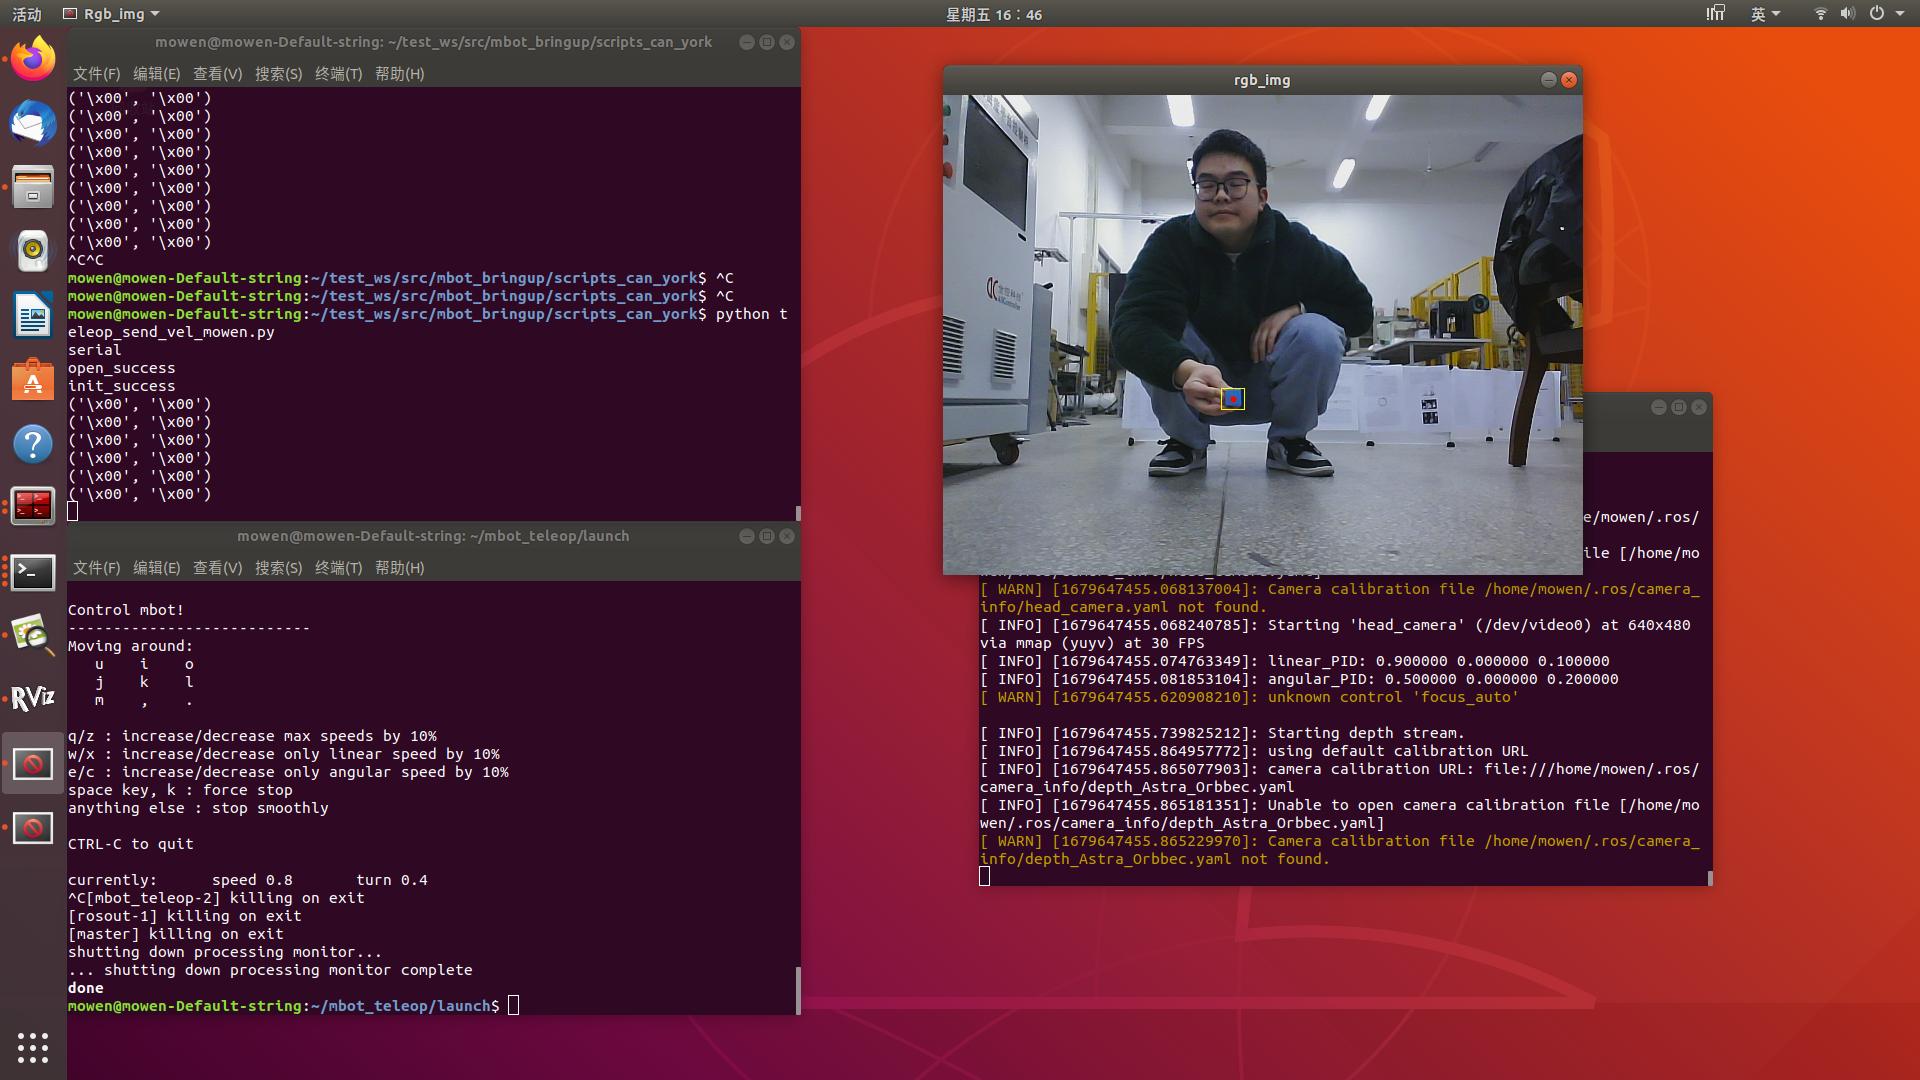 活动 Rgb_img 星期五 16：46 英
mowen@mowen-Default-string: ~/test_ws/src/mbot_bringup/scripts_can_york
文件(F) 编辑(E) 查看(V) 搜索(S) 终端(T) 帮助(H)
('\x00', '\x00')
('\x00', '\x00')
('\x00', '\x00')
('\x00', '\x00')
('\x00', '\x00')
('\x00', '\x00')
('\x00', '\x00')
('\x00', '\x00')
('\x00', '\x00')
^C^C
mowen@mowen-Default-string:~/test_ws/src/mbot_bringup/scripts_can_york$ ^C
mowen@mowen-Default-string:~/test_ws/src/mbot_bringup/scripts_can_york$ ^C
mowen@mowen-Default-string:~/test_ws/src/mbot_bringup/scripts_can_york$ python t
eleop_send_vel_mowen.py
serial
open_success
init_success
('\x00', '\x00')
('\x00', '\x00')
('\x00', '\x00')
('\x00', '\x00')
('\x00', '\x00')
('\x00', '\x00')
mowen@mowen-Default-string: ~/mbot_teleop/launch
文件(F) 编辑(E) 查看(V) 搜索(S) 终端(T) 帮助(H)
Control mbot!
---------------------------
Moving around:
u i o
j k l
m , .
q/z : increase/decrease max speeds by 10%
w/x : increase/decrease only linear speed by 10%
e/c : increase/decrease only angular speed by 10%
space key, k : force stop
anything else : stop smoothly
CTRL-C to quit
currently: speed 0.8 turn 0.4
^C[mbot_teleop-2] killing on exit
[rosout-1] killing on exit
[master] killing on exit
shutting down processing monitor...
... shutting down processing monitor complete
done
mowen@mowen-Default-string:~/mbot_teleop/launch$
RViz
rgb_img
e/mowen/.ros/
ile [/home/mo
[ WARN] [1679647455.068137004]: Camera calibration file /home/mowen/.ros/camera_
info/head_camera.yaml not found.
[ INFO] [1679647455.068240785]: Starting 'head_camera' (/dev/video0) at 640x480
via mmap (yuyv) at 30 FPS
[ INFO] [1679647455.074763349]: linear_PID: 0.900000 0.000000 0.100000
[ INFO] [1679647455.081853104]: angular_PID: 0.500000 0.000000 0.200000
[ WARN] [1679647455.620908210]: unknown control 'focus_auto'
[ INFO] [1679647455.739825212]: Starting depth stream.
[ INFO] [1679647455.864957772]: using default calibration URL
[ INFO] [1679647455.865077903]: camera calibration URL: file:///home/mowen/.ros/
camera_info/depth_Astra_Orbbec.yaml
[ INFO] [1679647455.865181351]: Unable to open camera calibration file [/home/mo
wen/.ros/camera_info/depth_Astra_Orbbec.yaml]
[ WARN] [1679647455.865229970]: Camera calibration file /home/mowen/.ros/camera_
info/depth_Astra_Orbbec.yaml not found.